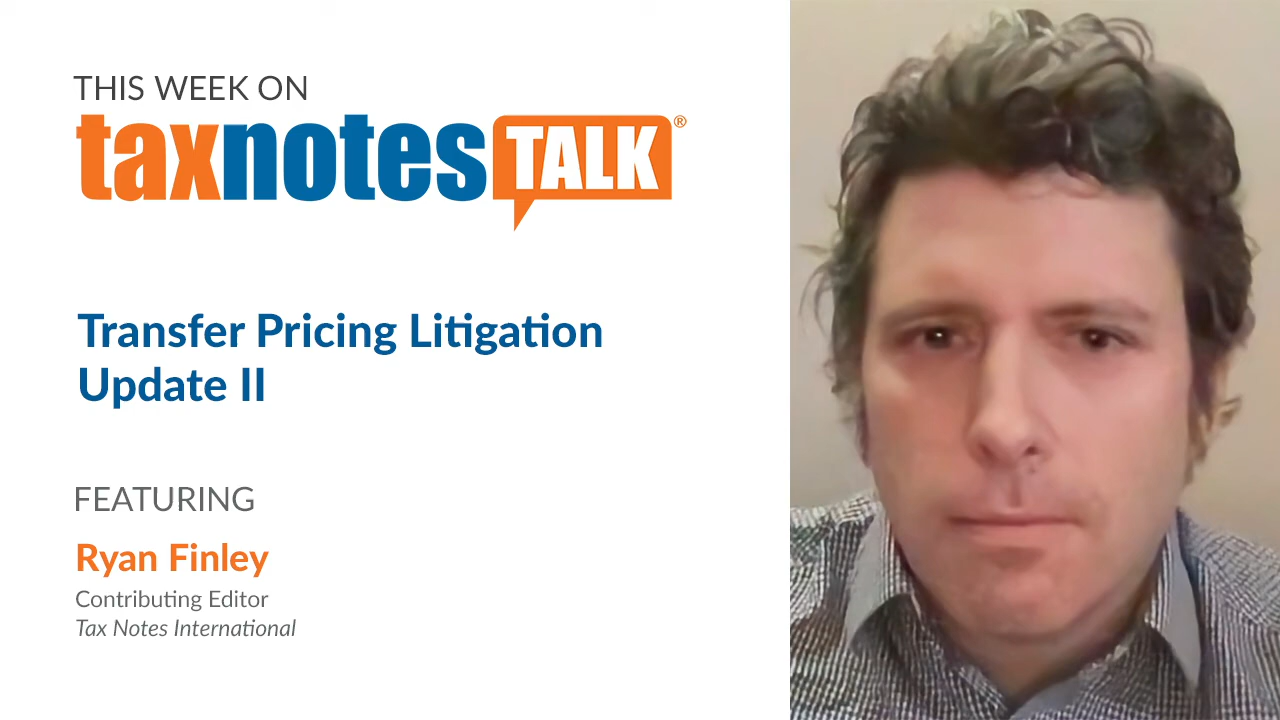 THIS WEEK ON
taxnotes TALK®
Transfer Pricing Litigation
Update II
FEATURING
Ryan Finley
Contributing Editor
Tax Notes International